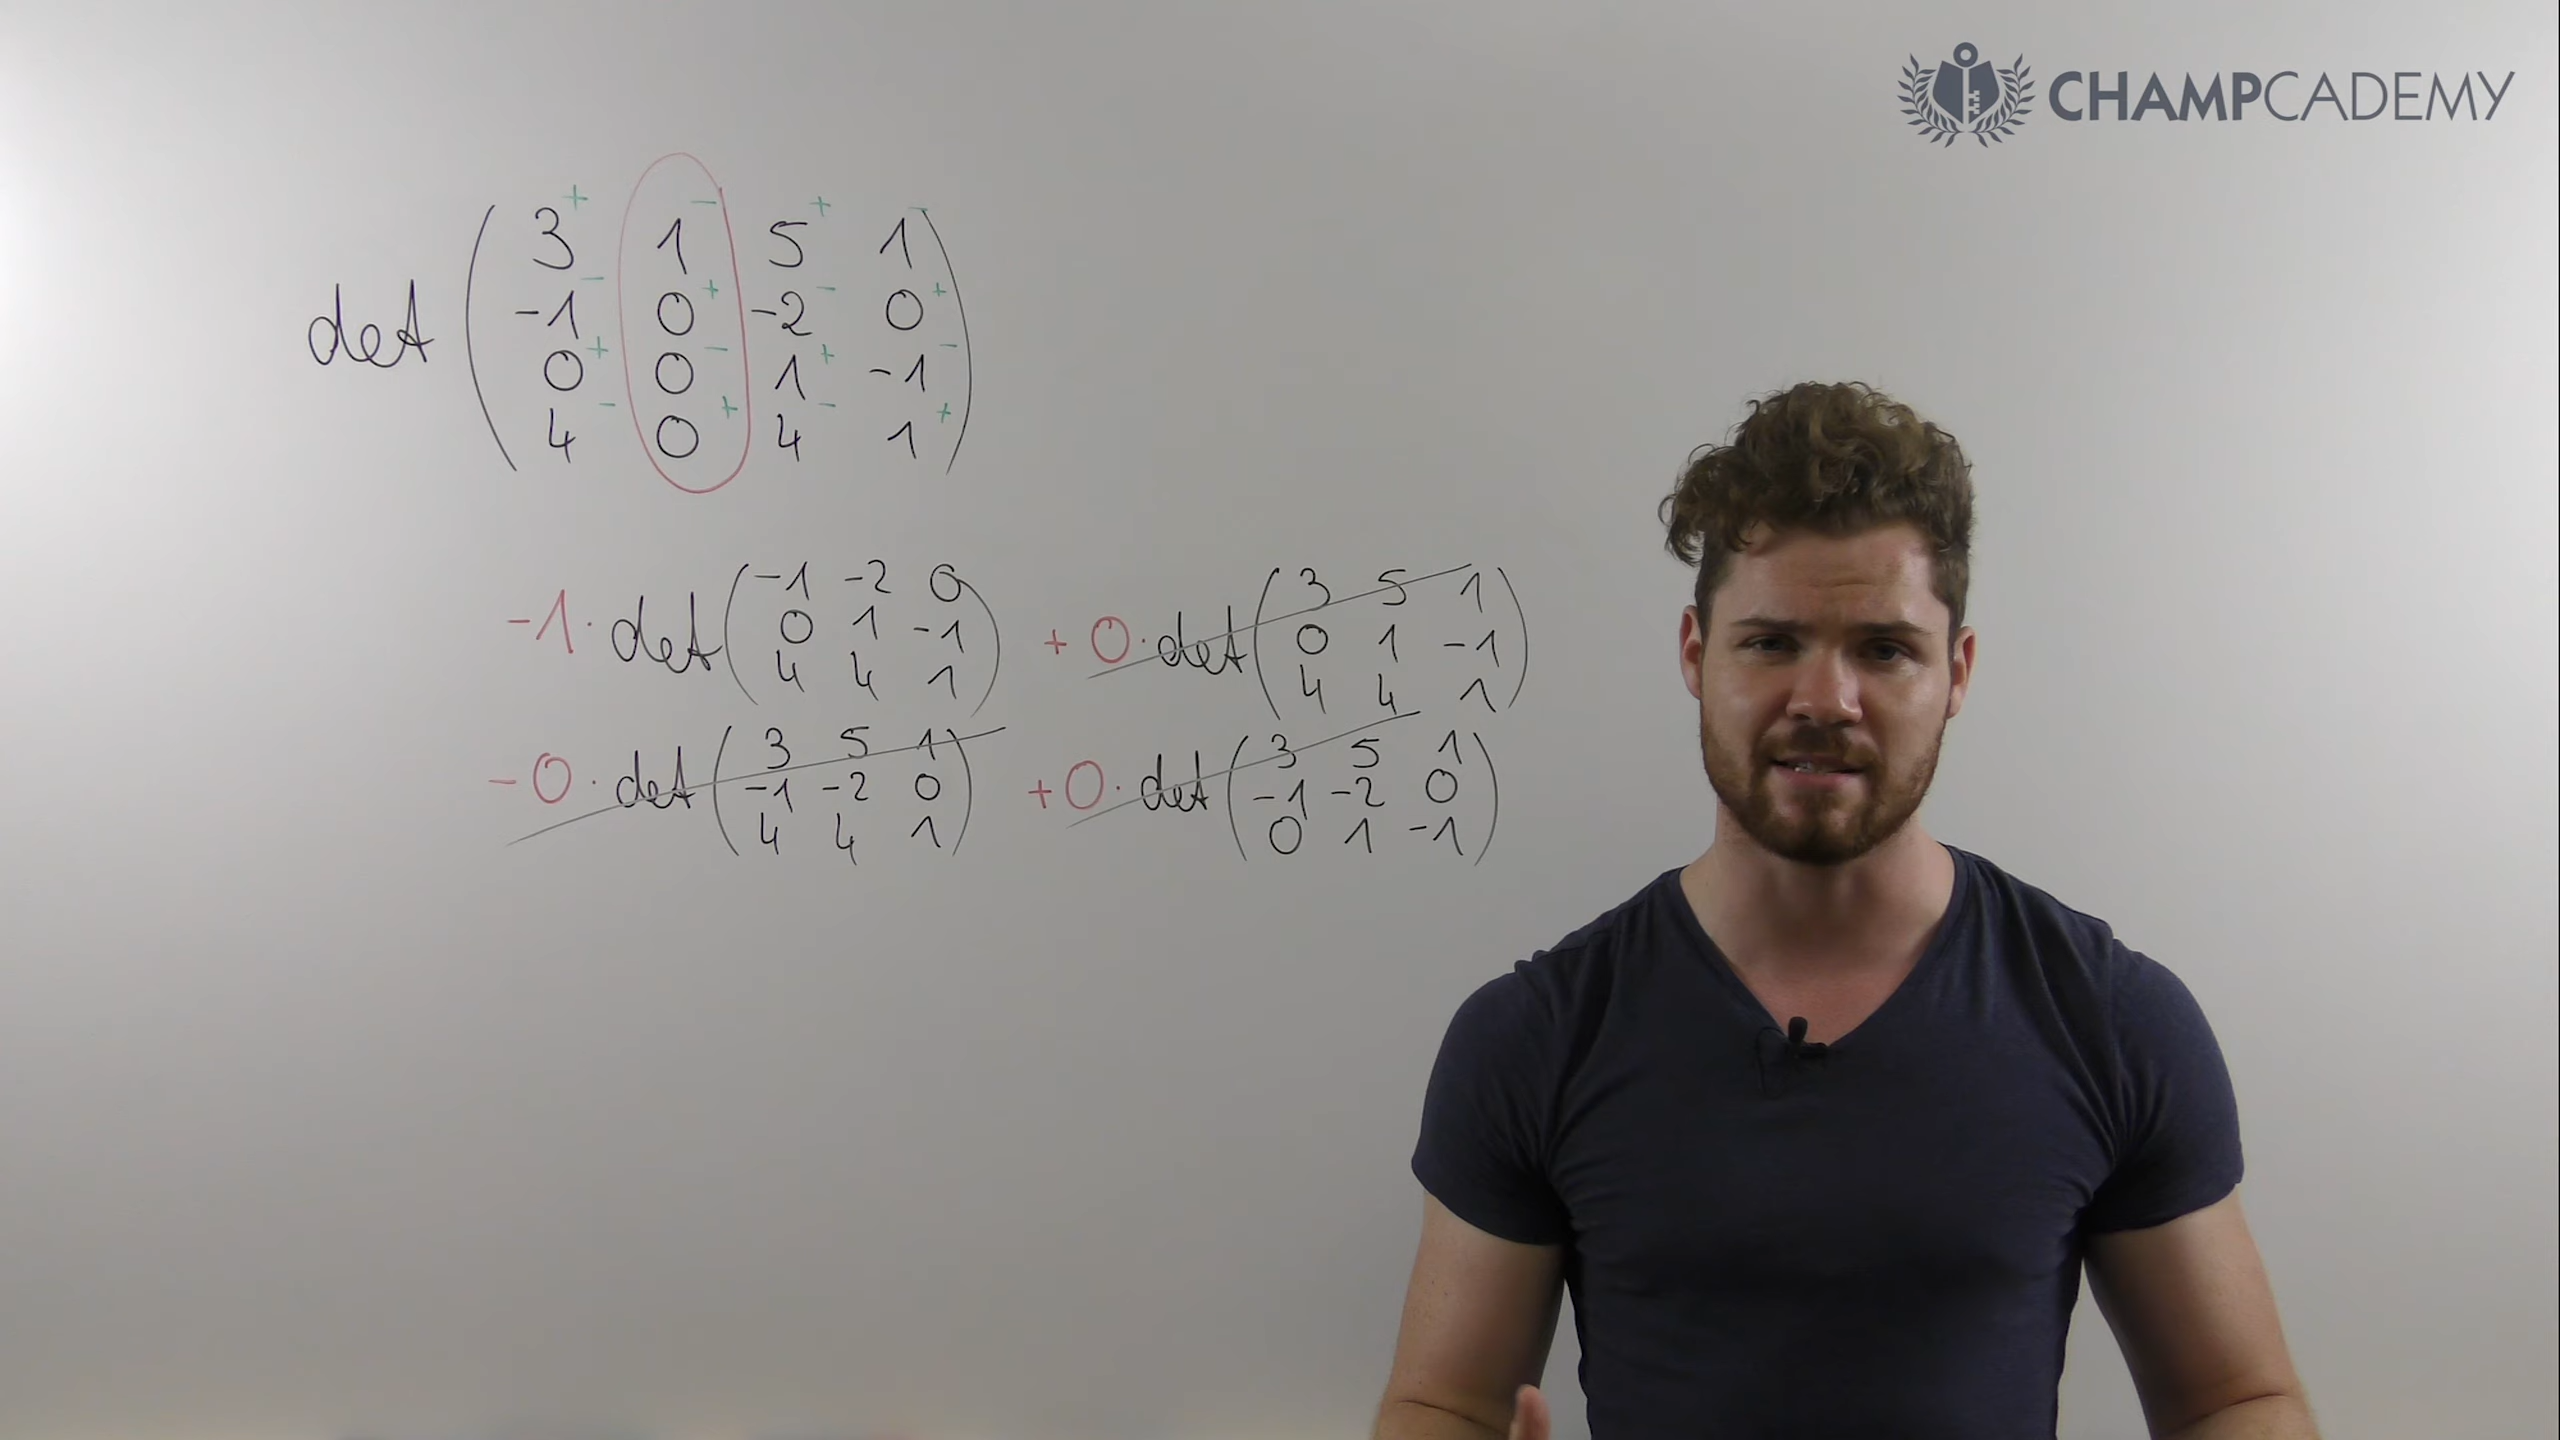 CHAMPCADEMY
+ - + -
3 1 5 1
- + - +
-1 0 -2 0
det
+ - + -
0 0 1 -1
- + - +
4 0 4 1
-1 · det ( -1 -2 0 + 0 · det ( 3 5 1
0 1 -1 ) 0 1 -1 )
4 4 1 4 4 1
-0 · det ( 3 5 1 +0 · det ( 3 5 1
-1 -2 0 ) -1 -2 0 )
4 4 1 0 1 -1